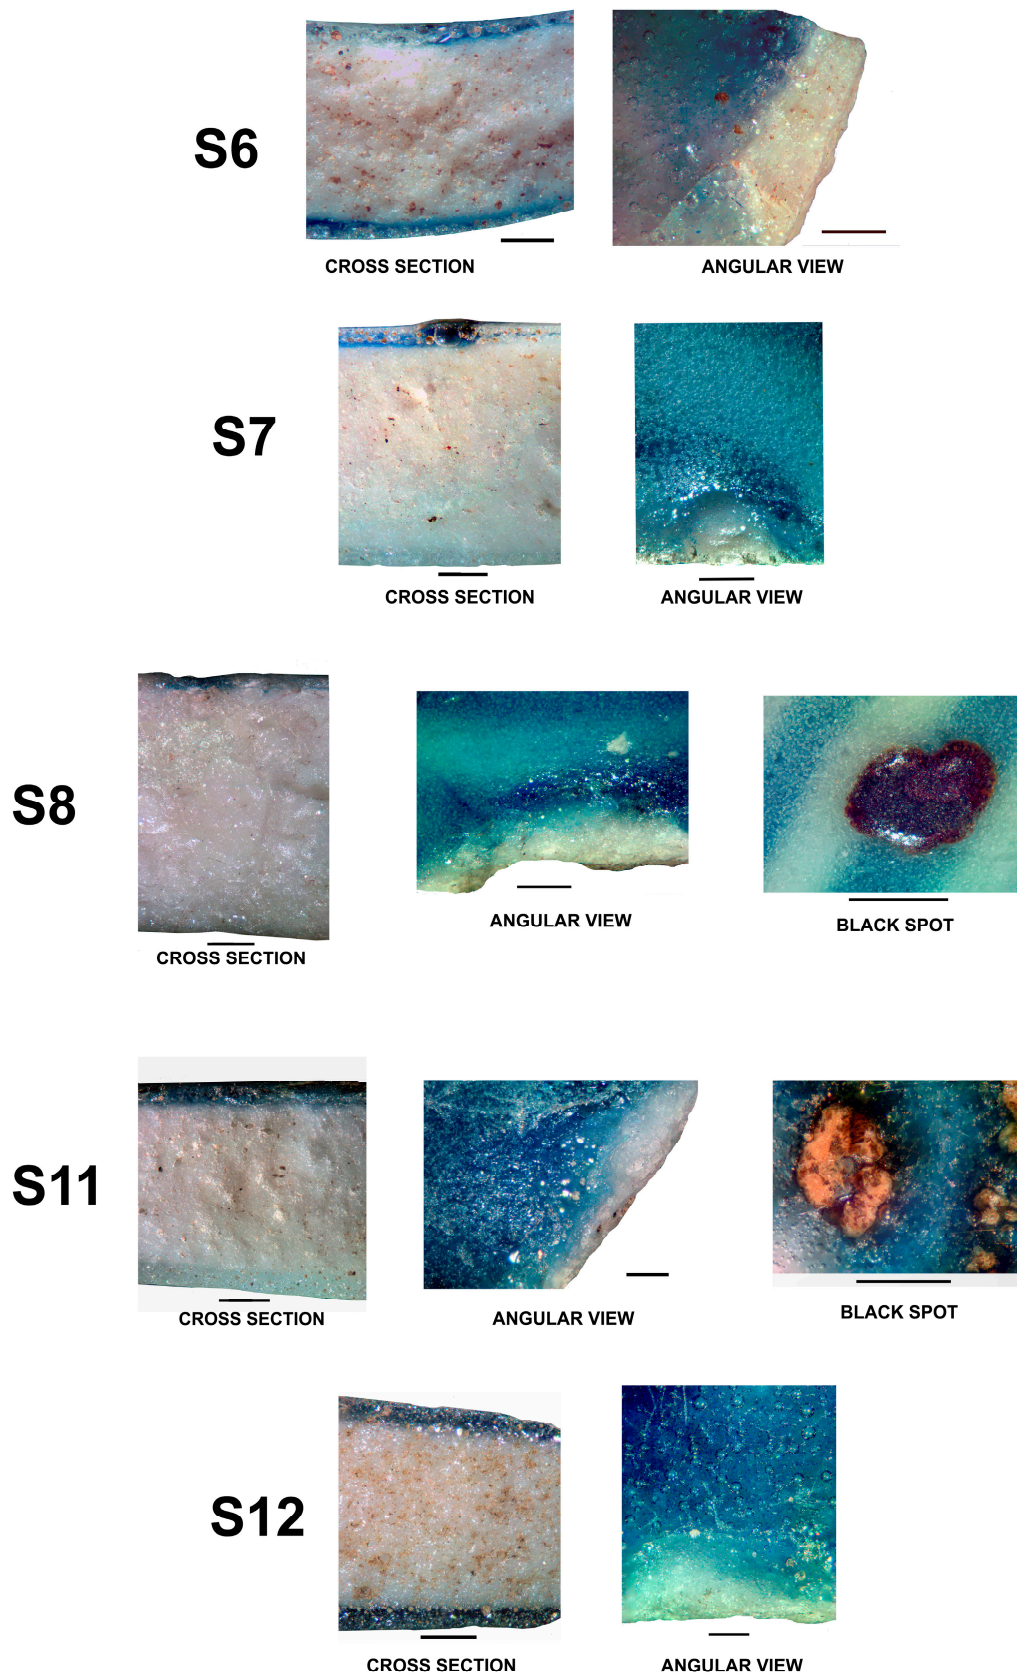 S6
CROSS SECTION
ANGULAR VIEW
S7
CROSS SECTION
ANGULAR VIEW
S8
CROSS SECTION
ANGULAR VIEW
BLACK SPOT
S11
CROSS SECTION
ANGULAR VIEW
BLACK SPOT
S12
CROSS SECTION
ANGULAR VIEW